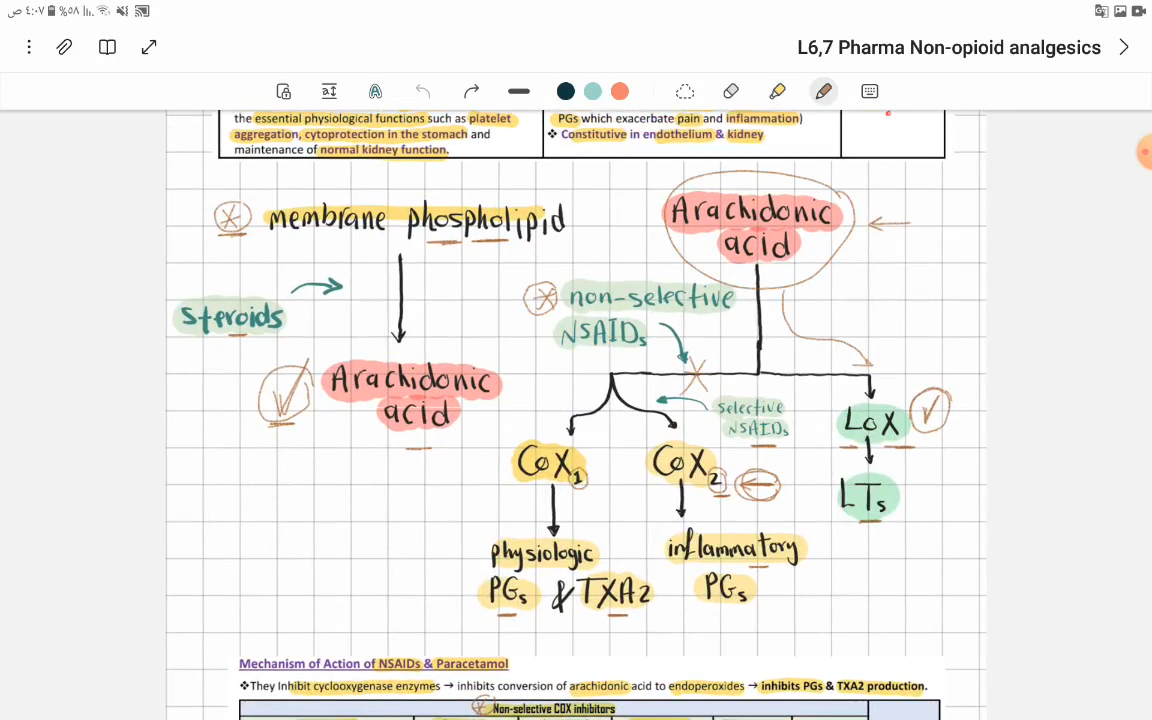 ٤:٠٧ ص
%٥٨
L6,7 Pharma Non-opioid analgesics
the essential physiological functions such as platelet
aggregation, cytoprotection in the stomach and
maintenance of normal kidney function.
PGs which exacerbate pain and inflammation)
❖ Constitutive in endothelium & kidney
membrane phospholipid
Steroids
Arachidonic
acid
Arachidonic
acid
non-selective
NSAIDs
selective
NSAIDs
COX1
COX2
LOX
LTs
physiologic
PGs & TXA2
inflammatory
PGs
Mechanism of Action of NSAIDs & Paracetamol
❖They Inhibit cyclooxygenase enzymes → inhibits conversion of arachidonic acid to endoperoxides → inhibits PGs & TXA2 production.
Non-selective COX inhibitors